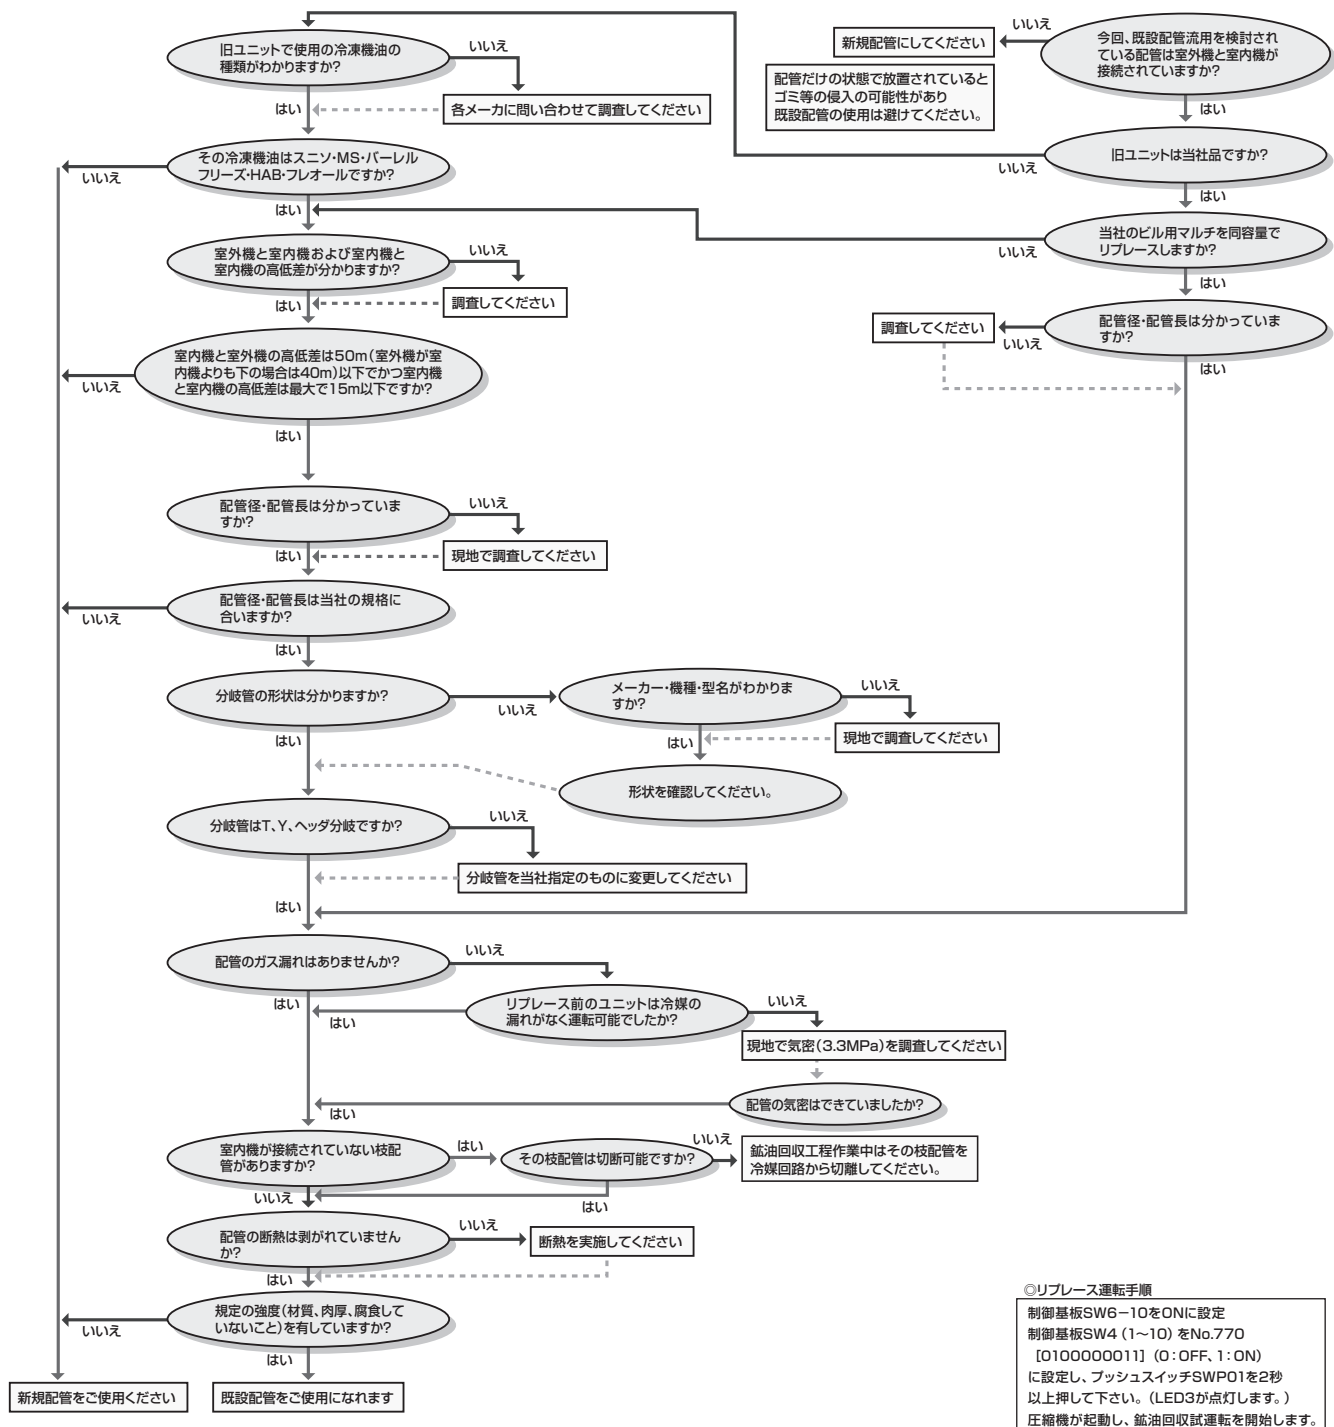 いいえ
今回、既設配管流用を検討され
ている配管は室外機と室内機が
接続されていますか?
新規配管にしてください
配管だけの状態で放置されていると
ゴミ等の侵入の可能性があり
既設配管の使用は避けてください。
はい
旧ユニットは当社品ですか?
いいえ
はい
当社のビル用マルチを同容量で
リプレースしますか?
いいえ
はい
配管径・配管長は分かっていま
すか?
いいえ
調査してください
はい
旧ユニットで使用の冷凍機油の
種類がわかりますか?
いいえ
各メーカに問い合わせて調査してください
はい
その冷凍機油はスニソ・MS・バーレル
フリーズ・HAB・フレオールですか?
いいえ
はい
室外機と室内機および室内機と
室内機の高低差が分かりますか?
いいえ
調査してください
はい
室内機と室外機の高低差は50m(室外機が室
内機よりも下の場合は40m)以下でかつ室内機
と室内機の高低差は最大で15m以下ですか?
いいえ
はい
配管径・配管長は分かっていま
すか?
いいえ
現地で調査してください
はい
配管径・配管長は当社の規格に
合いますか?
いいえ
はい
分岐管の形状は分かりますか?
いいえ
メーカー・機種・型名がわかりま
すか?
いいえ
現地で調査してください
はい
形状を確認してください。
はい
分岐管はT、Y、ヘッダ分岐ですか?
いいえ
分岐管を当社指定のものに変更してください
はい
配管のガス漏れはありませんか?
いいえ
リプレース前のユニットは冷媒の
漏れがなく運転可能でしたか?
いいえ
現地で気密(3.3MPa)を調査してください
はい
はい
配管の気密はできていましたか?
はい
室内機が接続されていない枝配
管がありますか?
はい
その枝配管は切断可能ですか?
いいえ
鉱油回収工程作業中はその枝配管を
冷媒回路から切離してください。
いいえ
はい
配管の断熱は剥がれていません
か?
いいえ
断熱を実施してください
はい
規定の強度(材質、肉厚、腐食して
いないこと)を有していますか?
いいえ
はい
新規配管をご使用ください
既設配管をご使用になれます
◎リプレース運転手順
制御基板SW6-10をONに設定
制御基板SW4 (1~10) をNo.770
[0100000011] (0:OFF、1:ON)
に設定し、プッシュスイッチSWP01を2秒
以上押して下さい。(LED3が点灯します。)
圧縮機が起動し、鉱油回収試運転を開始します。